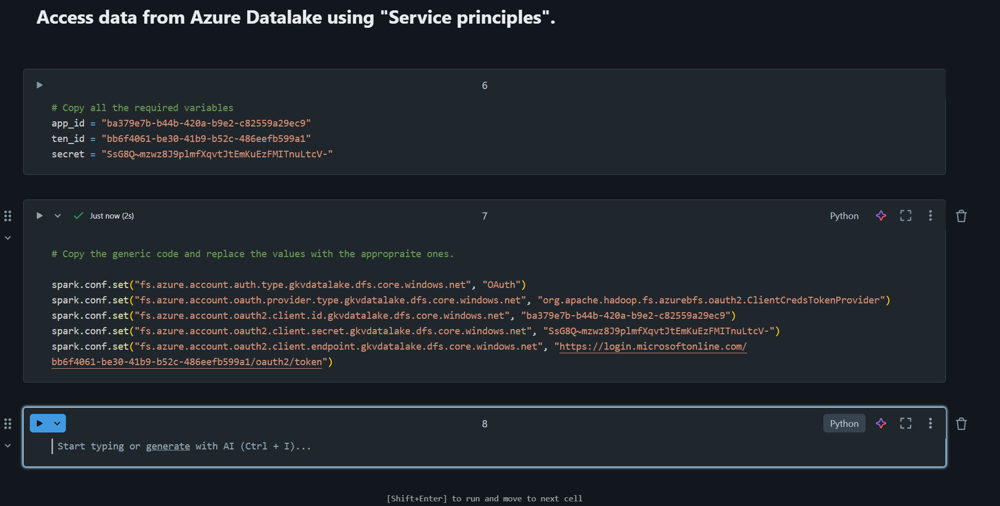 Access data from Azure Datalake using "Service principles".
6
# Copy all the required variables
app_id = "ba379e7b-b44b-420a-b9e2-c82559a29ec9"
ten_id = "bb6f4061-be30-41b9-b52c-486eefb599a1"
secret = "SsG8Q~mzwz8J9plmfXqvtJtEmKuEzFMITnuLtcV-"
Just now (2s)
7
Python
# Copy the generic code and replace the values with the appropraite ones.
spark.conf.set("fs.azure.account.auth.type.gkvdatalake.dfs.core.windows.net", "OAuth")
spark.conf.set("fs.azure.account.oauth.provider.type.gkvdatalake.dfs.core.windows.net", "org.apache.hadoop.fs.azurebfs.oauth2.ClientCredsTokenProvider")
spark.conf.set("fs.azure.account.oauth2.client.id.gkvdatalake.dfs.core.windows.net", "ba379e7b-b44b-420a-b9e2-c82559a29ec9")
spark.conf.set("fs.azure.account.oauth2.client.secret.gkvdatalake.dfs.core.windows.net", "SsG8Q~mzwz8J9plmfXqvtJtEmKuEzFMITnuLtcV-")
spark.conf.set("fs.azure.account.oauth2.client.endpoint.gkvdatalake.dfs.core.windows.net", "https://login.microsoftonline.com/
bb6f4061-be30-41b9-b52c-486eefb599a1/oauth2/token")
8
Python
Start typing or generate with AI (Ctrl + I)...
[Shift+Enter] to run and move to next cell